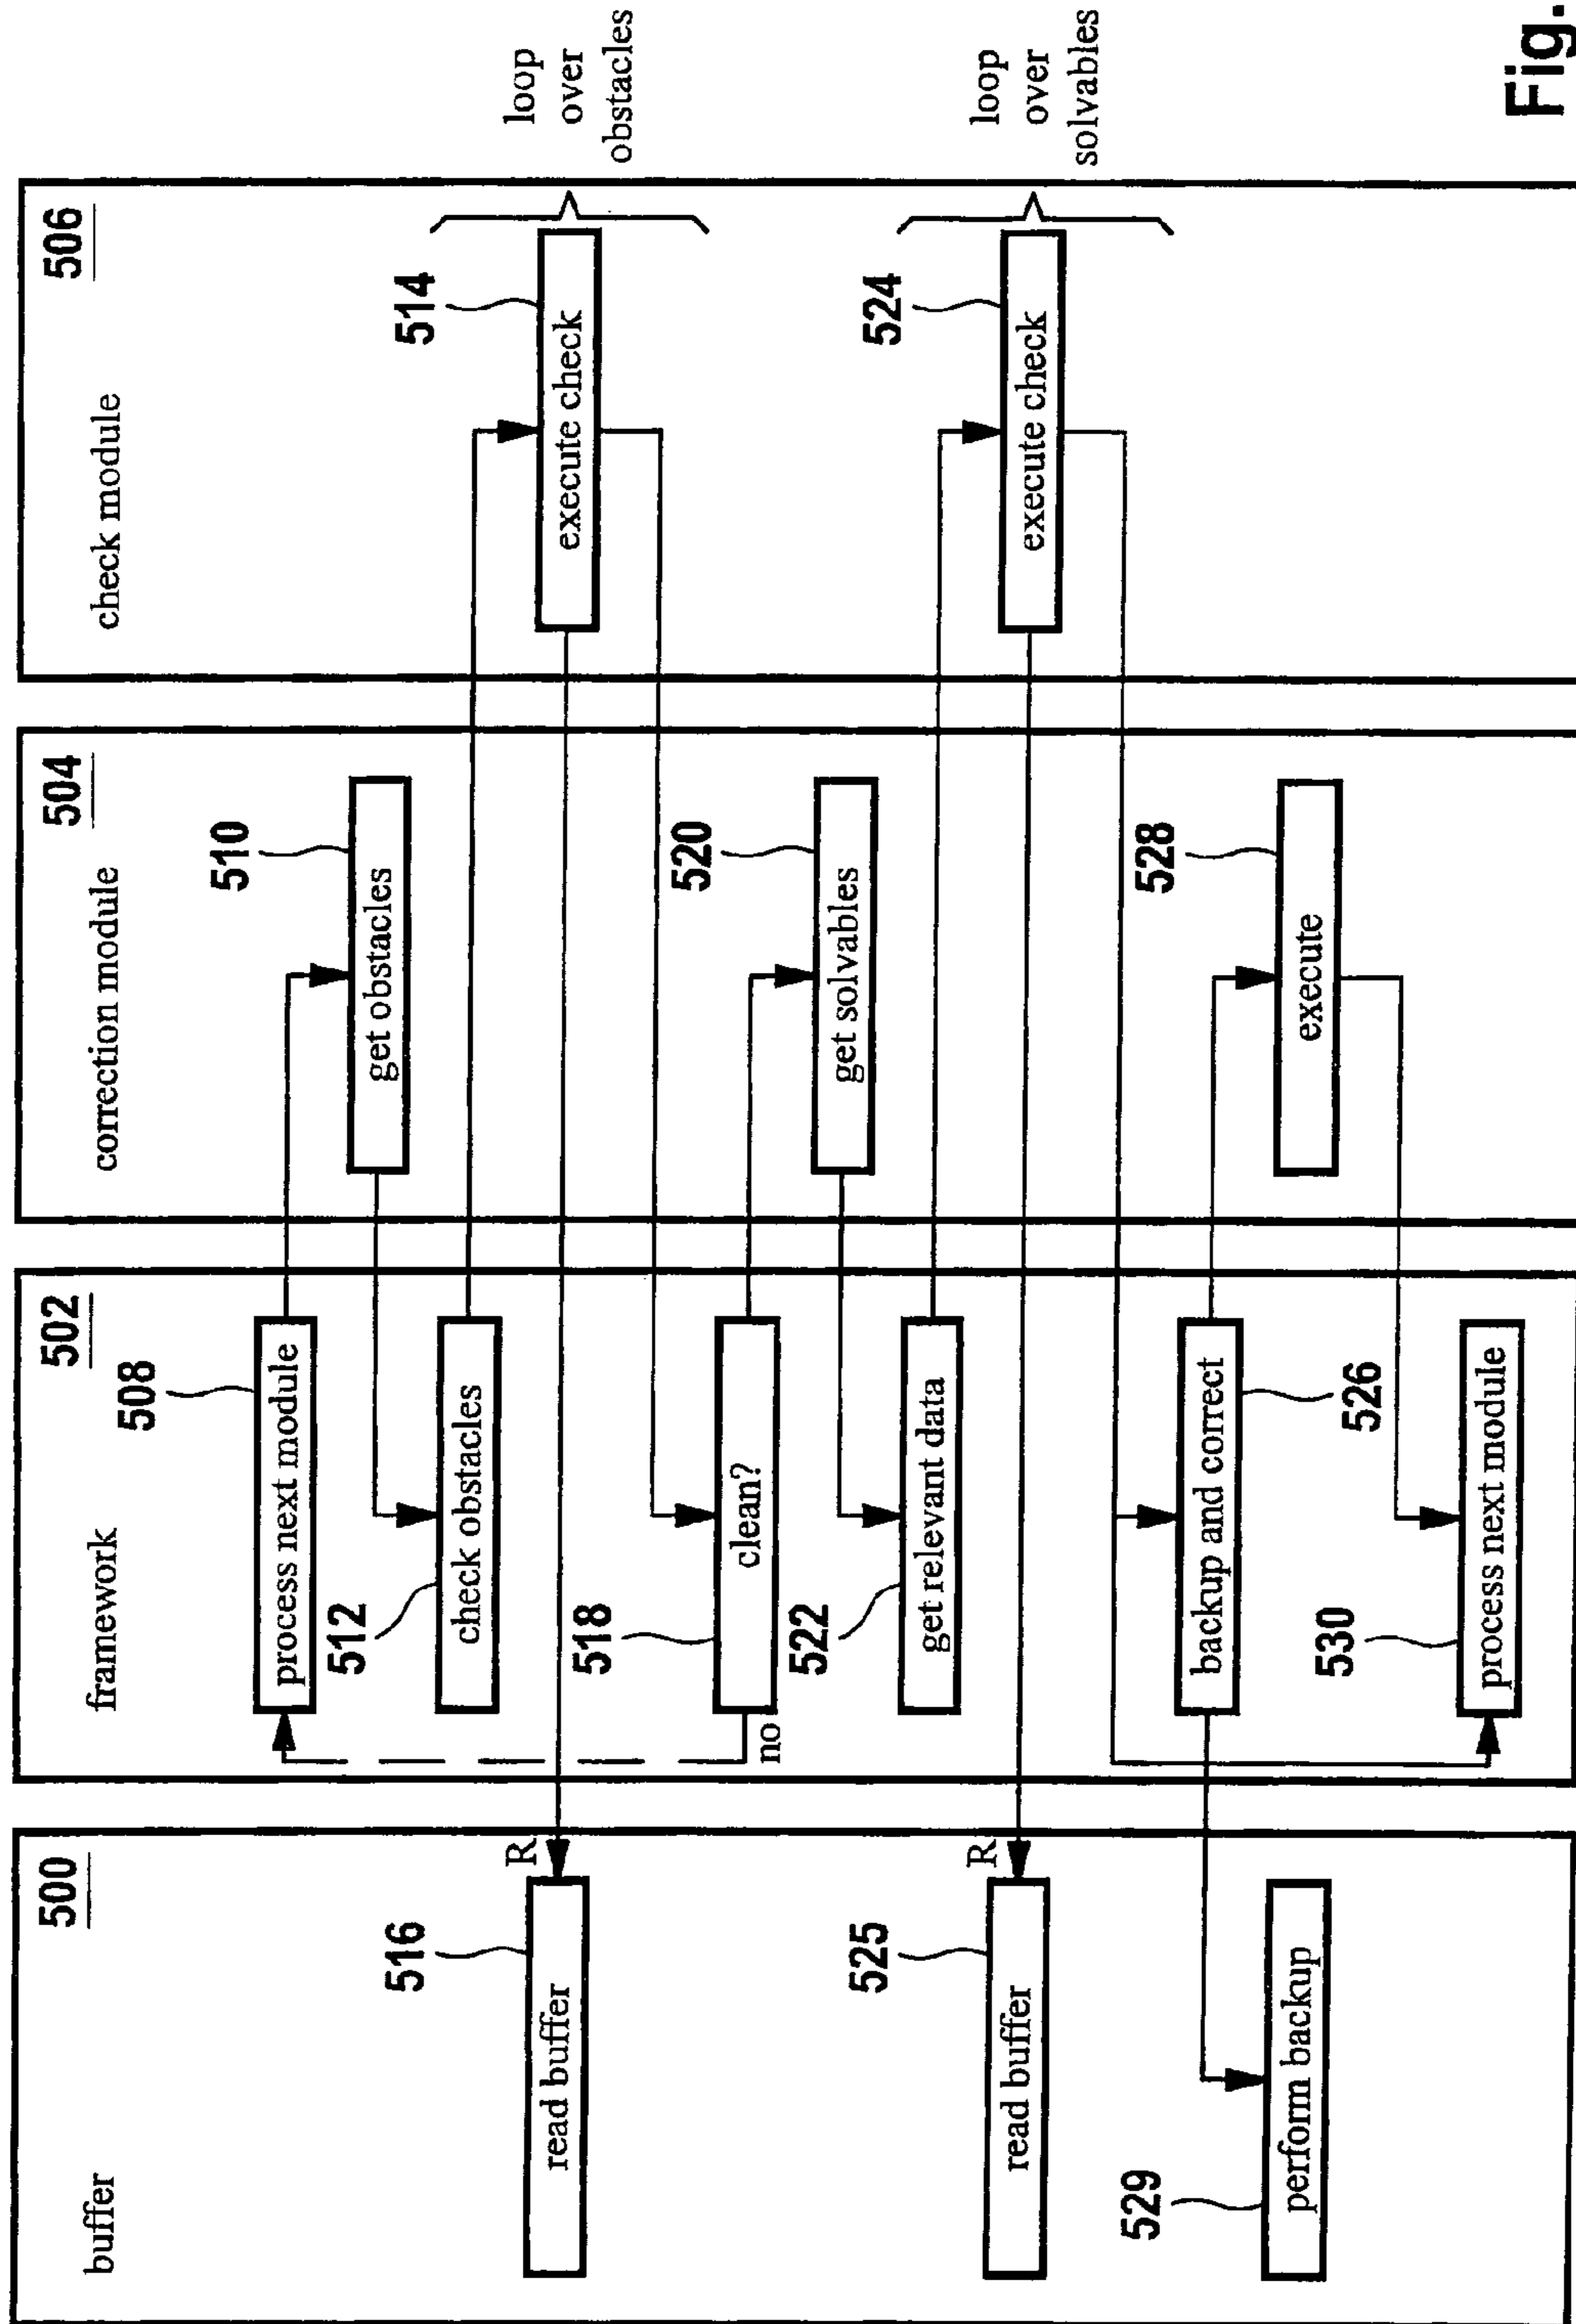 500
buffer
516
read buffer
R
525
read buffer
R
529
perform backup
502
framework
508
process next module
512
check obstacles
518
clean?
no
522
get relevant data
backup and correct
526
530
process next module
504
correction module
510
get obstacles
520
get solvables
528
execute
506
check module
514
execute check
524
execute check
loop
over
obstacles
loop
over
solvables
Fig.